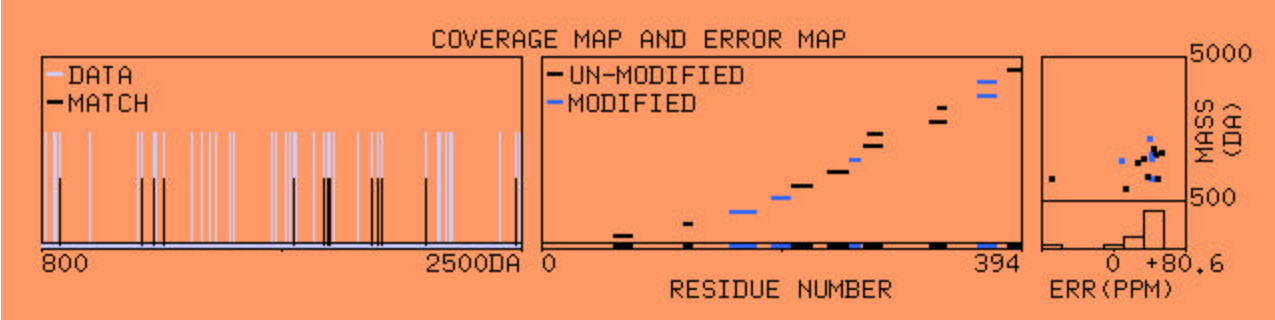 COVERAGE MAP AND ERROR MAP
DATA
MATCH
800
2500DA
UN-MODIFIED
MODIFIED
0
394
RESIDUE NUMBER
5000
MASS
(DA)
500
0 +80.6
ERR(PPM)